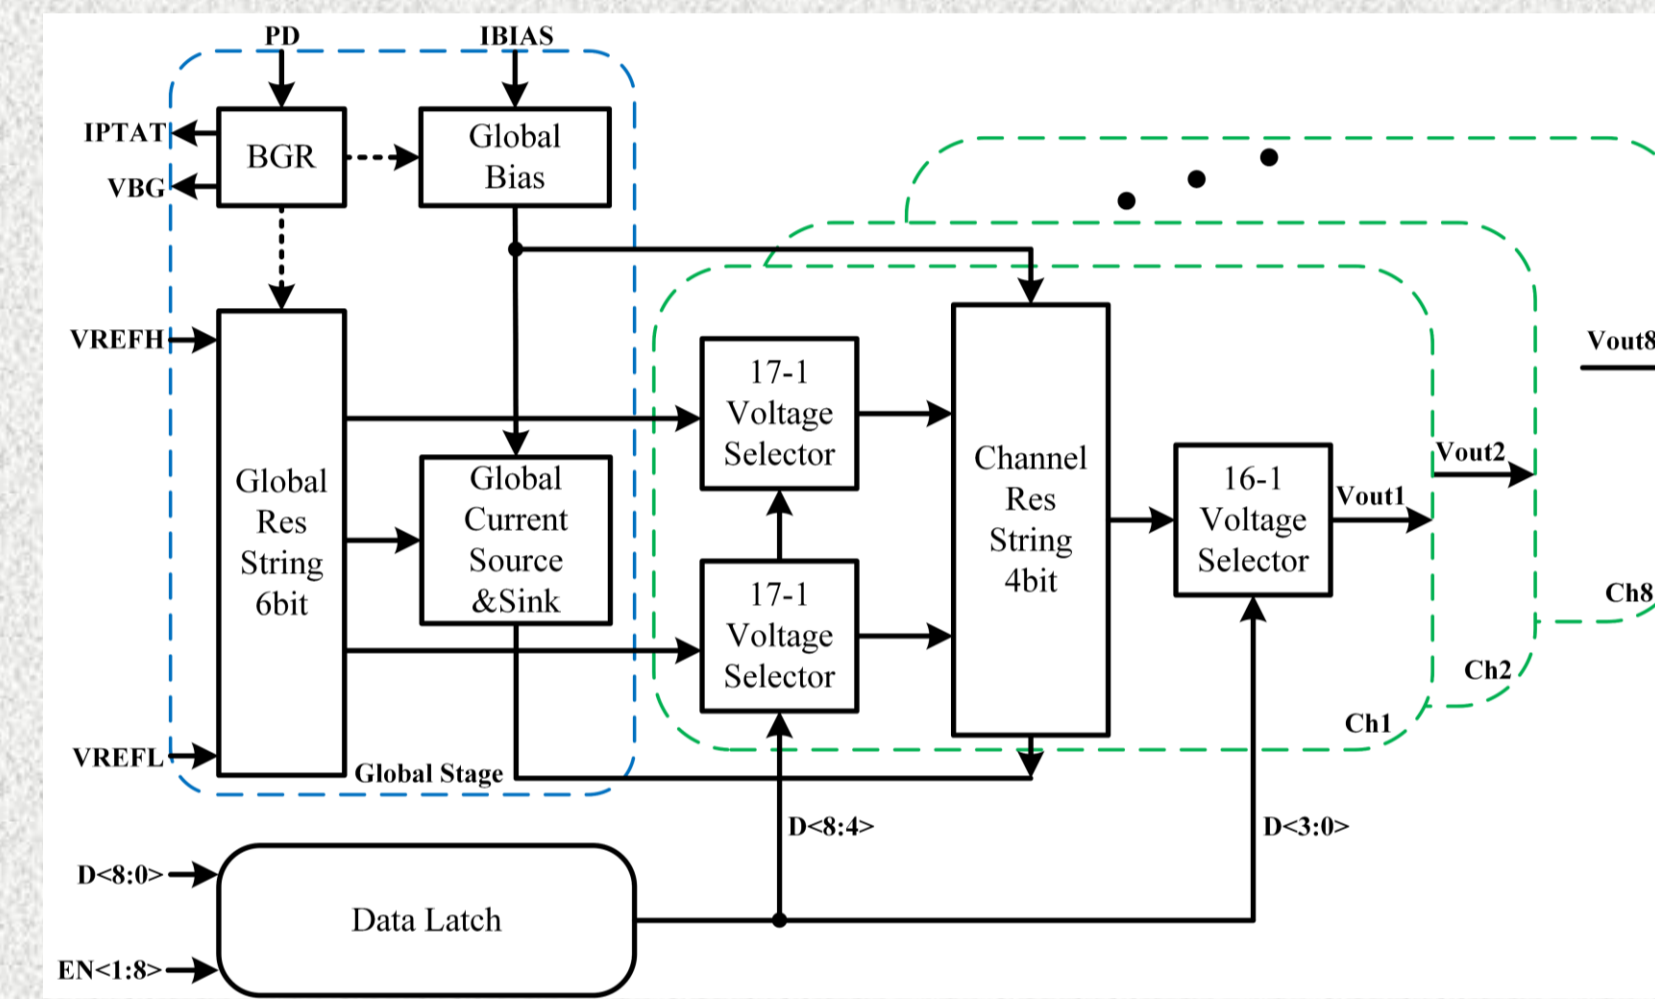 PD
IBIAS
IPTAT
VBG
BGR
Global
Bias
VREFH
VREFL
Global
Res
String
6bit
Global
Current
Source
&Sink
Global Stage
17-1
Voltage
Selector
17-1
Voltage
Selector
Channel
Res
String
4bit
16-1
Voltage
Selector
Vout1
Vout2
Vout8
Ch1
Ch2
Ch8
D<8:4>
D<3:0>
D<8:0>
EN<1:8>
Data Latch